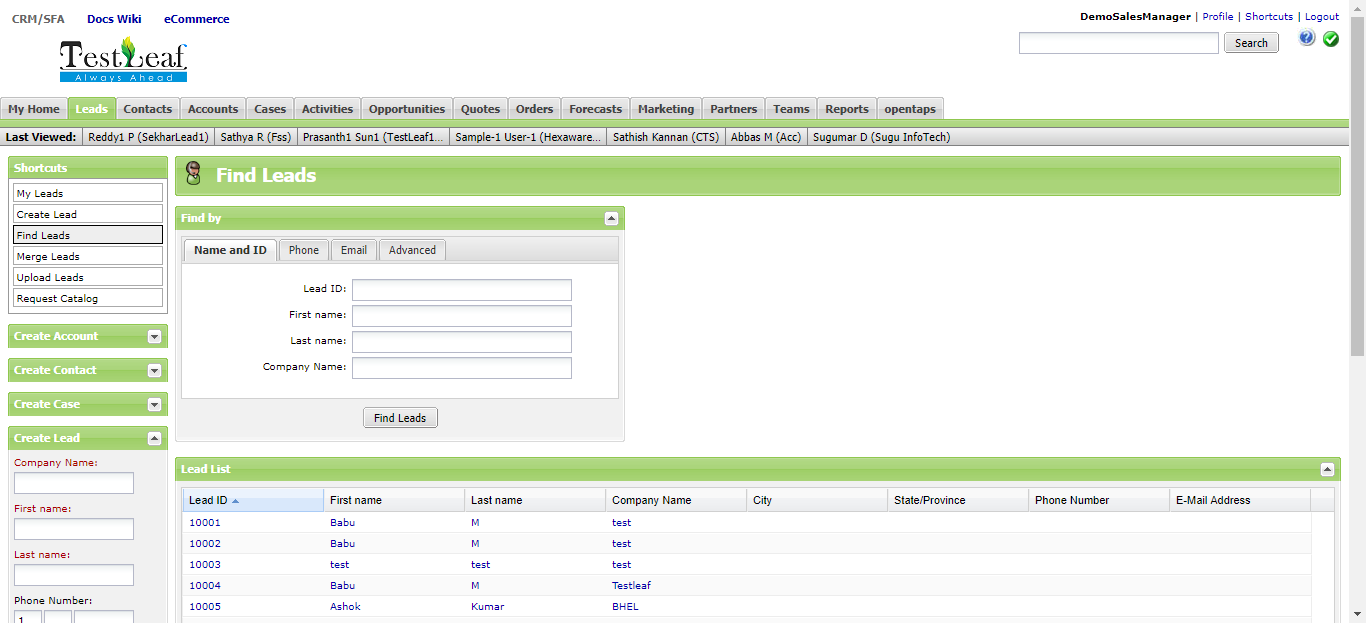 CRM/SFA Docs Wiki eCommerce
DemoSalesManager | Profile | Shortcuts | Logout
TestLeaf
Always Ahead
Search
My Home Leads Contacts Accounts Cases Activities Opportunities Quotes Orders Forecasts Marketing Partners Teams Reports opentaps
Last Viewed: Reddy1 P (SekharLead1) Sathya R (Fss) Prasanth1 Sun1 (TestLeaf1... Sample-1 User-1 (Hexaware... Sathish Kannan (CTS) Abbas M (Acc) Sugumar D (Sugu InfoTech)
Shortcuts
My Leads
Create Lead
Find Leads
Merge Leads
Upload Leads
Request Catalog
Create Account
Create Contact
Create Case
Create Lead
Company Name:
First name:
Last name:
Phone Number:
1
Find Leads
Find by
Name and ID Phone Email Advanced
Lead ID:
First name:
Last name:
Company Name:
Find Leads
Lead List
Lead ID First name Last name Company Name City State/Province Phone Number E-Mail Address
10001 Babu M test
10002 Babu M test
10003 test test test
10004 Babu M Testleaf
10005 Ashok Kumar BHEL